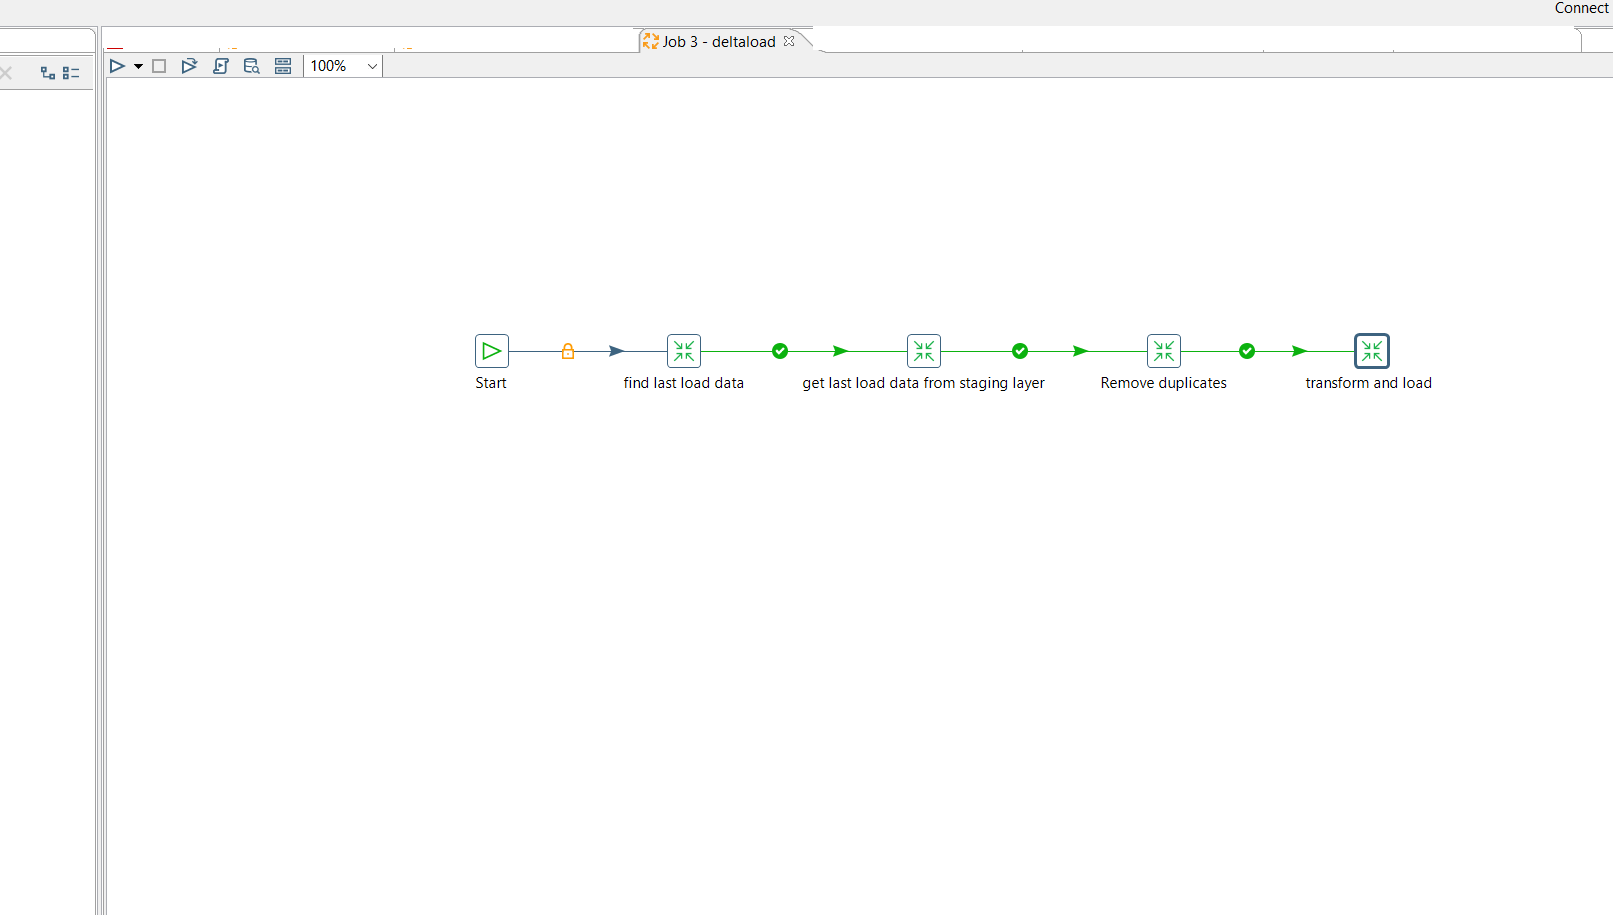 Connect
Job 3 - deltaload
100%
Start
find last load data
get last load data from staging layer
Remove duplicates
transform and load